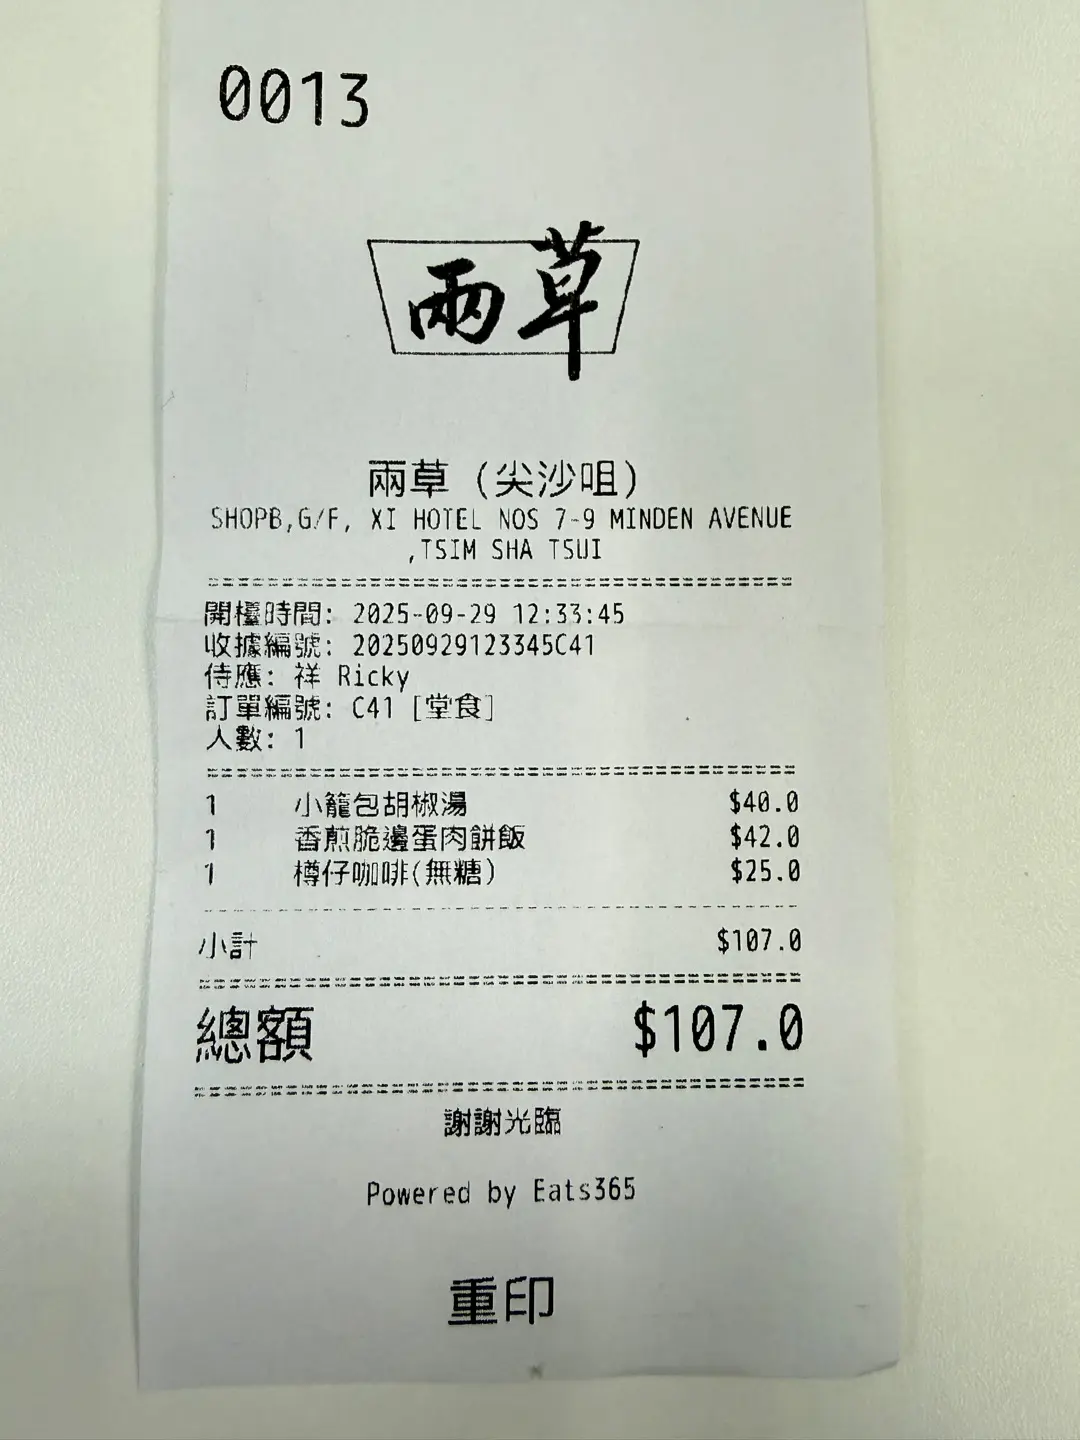 0013
兩草
兩草 (尖沙咀)
SHOPB,G/F, XI HOTEL NOS 7-9 MINDEN AVENUE
,TSIM SHA TSUI
開檯時間: 2025-09-29 12:33:45
收據編號: 20250929123345C41
侍應: 祥 Ricky
訂單編號: C41 [堂食]
人數: 1
1 小籠包胡椒湯 $40.0
1 香煎脆邊蛋肉餅飯 $42.0
1 樽仔咖啡(無糖) $25.0
小計 $107.0
總額 $107.0
謝謝光臨
Powered by Eats365
重印